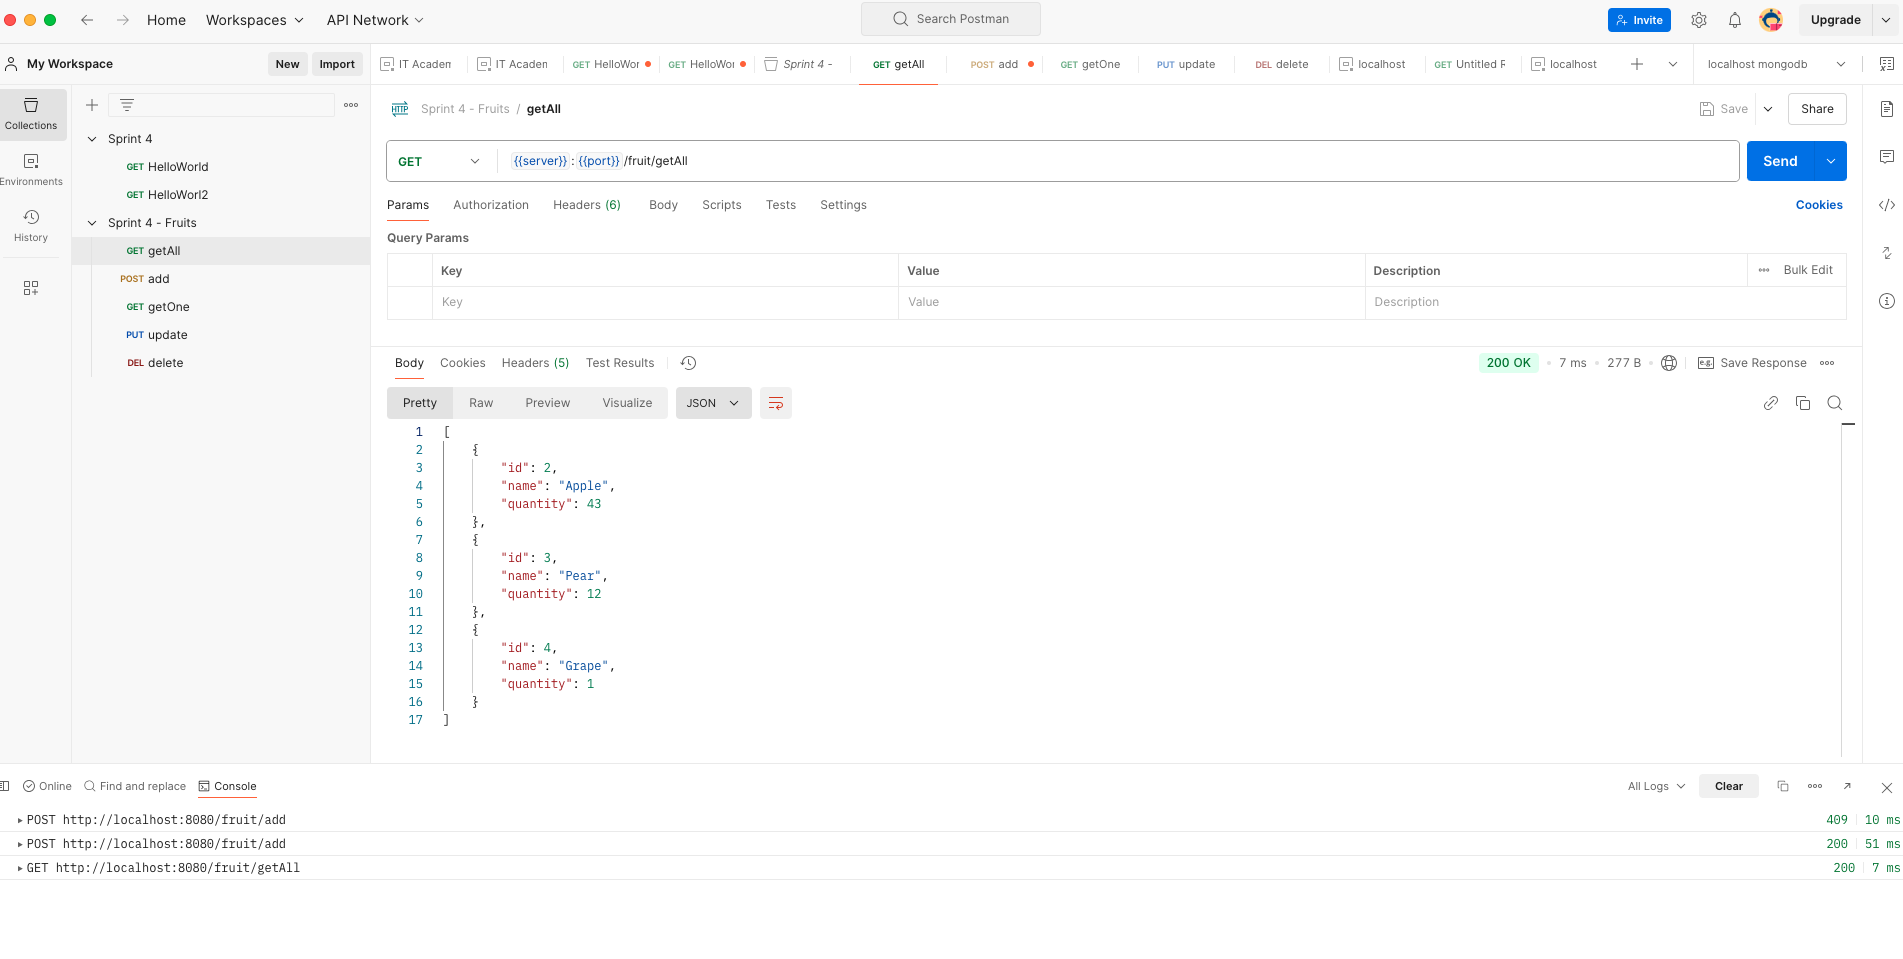 Home Workspaces API Network Search Postman Invite Upgrade
My Workspace New Import IT Academ IT Academ GET HelloWor GET HelloWor Sprint 4 - GET getAll POST add GET getOne PUT update DEL delete localhost GET Untitled R localhost localhost mongodb
Collections
Environments
History
Sprint 4
GET HelloWorld
GET HelloWorl2
Sprint 4 - Fruits
GET getAll
POST add
GET getOne
PUT update
DEL delete
HTTP Sprint 4 - Fruits / getAll Save Share
GET {{server}}:{{port}}/fruit/getAll Send
Params Authorization Headers (6) Body Scripts Tests Settings Cookies
Query Params
Key Value Description Bulk Edit
Key Value Description
Body Cookies Headers (5) Test Results 200 OK 7 ms 277 B e.g. Save Response
Pretty Raw Preview Visualize JSON
1 [
2 {
3 "id": 2,
4 "name": "Apple",
5 "quantity": 43
6 },
7 {
8 "id": 3,
9 "name": "Pear",
10 "quantity": 12
11 },
12 {
13 "id": 4,
14 "name": "Grape",
15 "quantity": 1
16 }
17 ]
Online Find and replace Console All Logs Clear
POST http://localhost:8080/fruit/add 409 10 ms
POST http://localhost:8080/fruit/add 200 51 ms
GET http://localhost:8080/fruit/getAll 200 7 ms